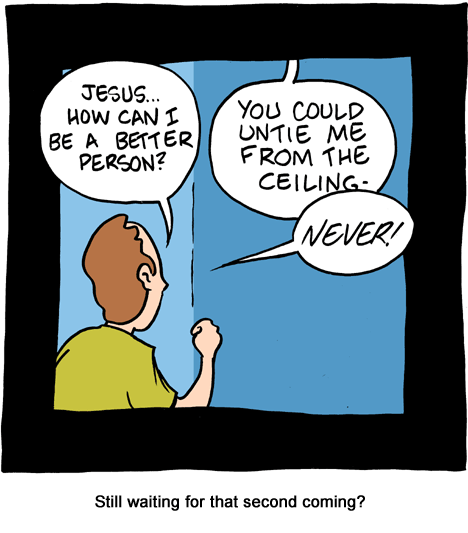 JESUS...
HOW CAN I
BE A BETTER
PERSON?
YOU COULD
UNTIE ME
FROM THE
CEILING-
NEVER!
Still waiting for that second coming?